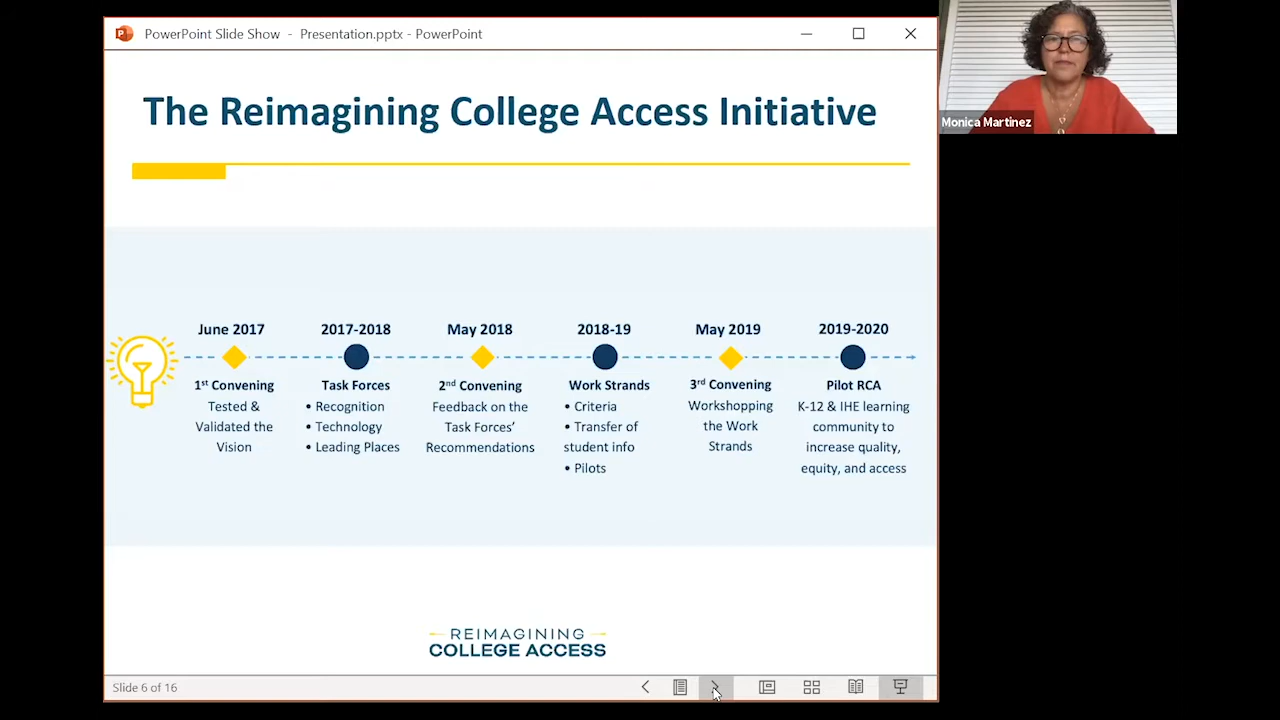 PowerPoint Slide Show - Presentation.pptx - PowerPoint
Monica Martinez
The Reimagining College Access Initiative
June 2017
1st Convening
Tested &
Validated the
Vision
2017-2018
Task Forces
• Recognition
• Technology
• Leading Places
May 2018
2nd Convening
Feedback on the
Task Forces’
Recommendations
2018-19
Work Strands
• Criteria
• Transfer of
student info
• Pilots
May 2019
3rd Convening
Workshopping
the Work
Strands
2019-2020
Pilot RCA
K-12 & IHE learning
community to
increase quality,
equity, and access
REIMAGINING
COLLEGE ACCESS
Slide 6 of 16